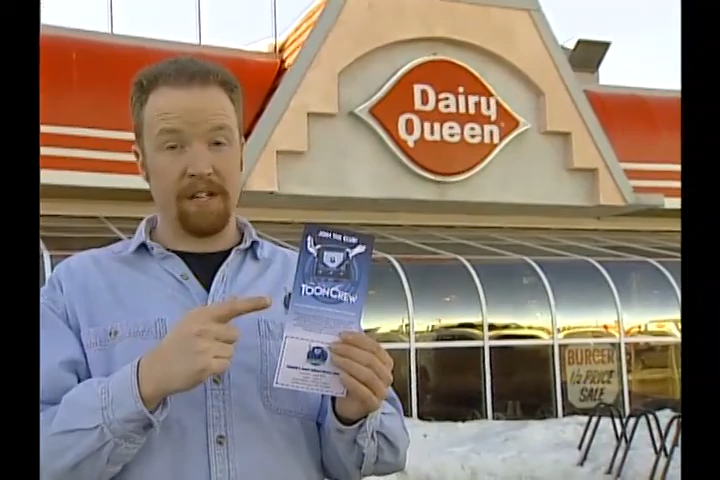 Dairy
Queen
JOIN THE CLUB!
TOONCREW
BURGER
½ PRICE
SALE